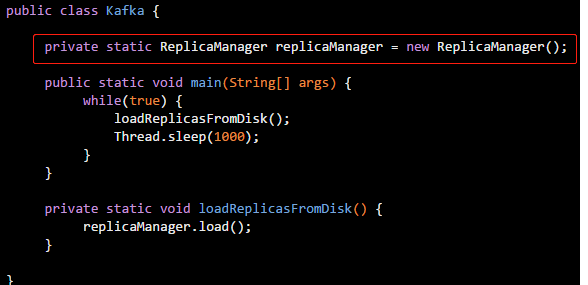 public class Kafka {
private static ReplicaManager replicaManager = new ReplicaManager();
public static void main(String[] args) {
while(true) {
loadReplicasFromDisk();
Thread.sleep(1000);
}
}
private static void loadReplicasFromDisk() {
replicaManager.load();
}
}